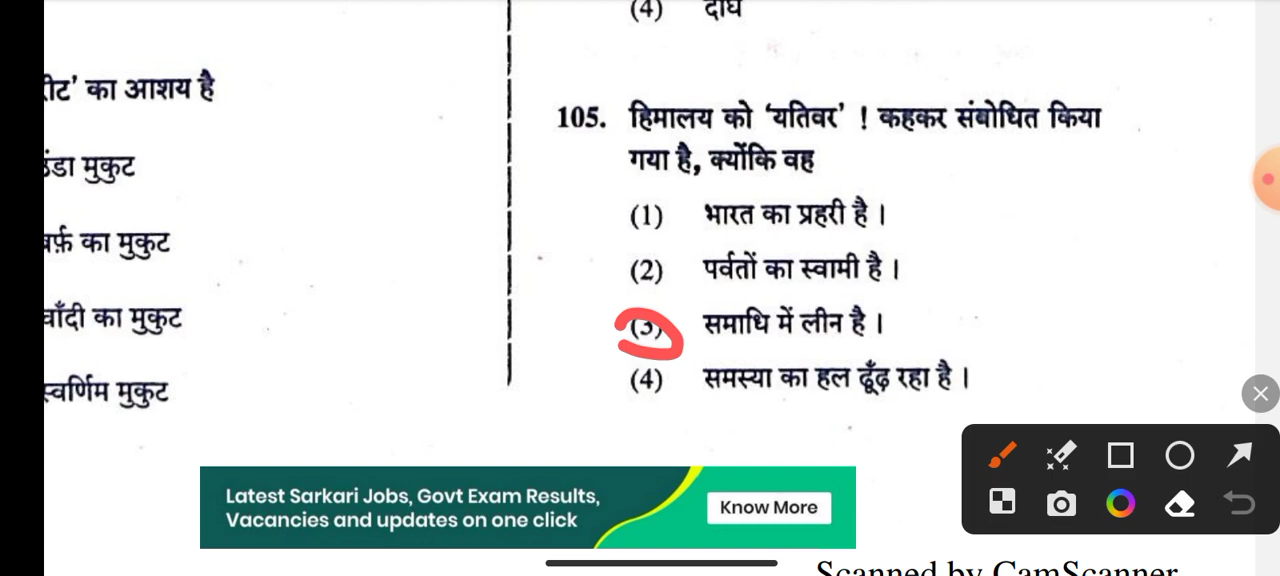 (4) दीर्घ
'का आशय है
मुकुट
का मुकुट
का मुकुट
स्वर्णिम मुकुट
105. हिमालय को 'यतिवर' ! कहकर संबोधित किया
गया है, क्योंकि वह
(1) भारत का प्रहरी है ।
(2) पर्वतों का स्वामी है ।
(3) समाधि में लीन है ।
(4) समस्या का हल ढूँढ़ रहा है ।
Latest Sarkari Jobs, Govt Exam Results,
Vacancies and updates on one click
Know More
Scanned by CamScanner